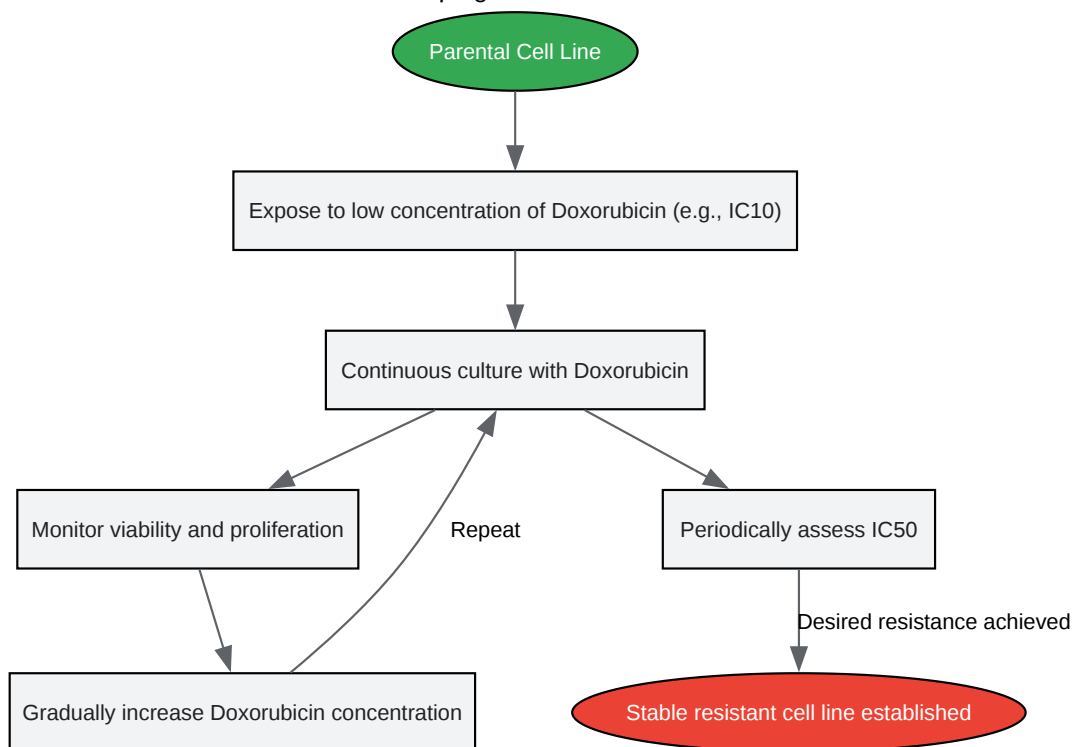 Parental Cell Line
Expose to low concentration of Doxorubicin (e.g., IC10)
Continuous culture with Doxorubicin
Monitor viability and proliferation
Repeat
Periodically assess IC50
Desired resistance achieved
Gradually increase Doxorubicin concentration
Stable resistant cell line established